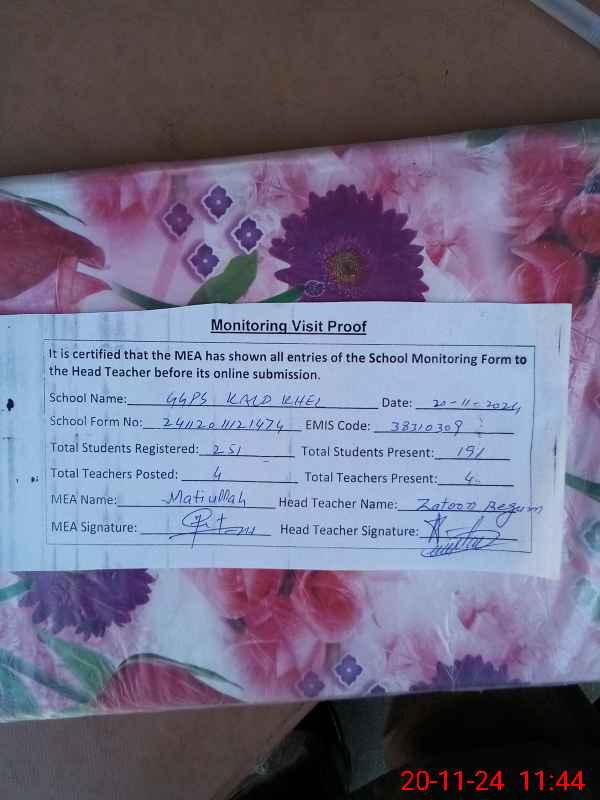 Monitoring Visit Proof
It is certified that the MEA has shown all entries of the School Monitoring Form to
the Head Teacher before its online submission.
School Name: GGPS KALO KHEL Date: 20-11-2024
School Form No: 241120111214 74 EMIS Code: 38310309
Total Students Registered: 251 Total Students Present: 191
Total Teachers Posted: 4 Total Teachers Present: 4
MEA Name: Matiullah Head Teacher Name: Zatoon Begum
MEA Signature: Head Teacher Signature:
20-11-24 11:44